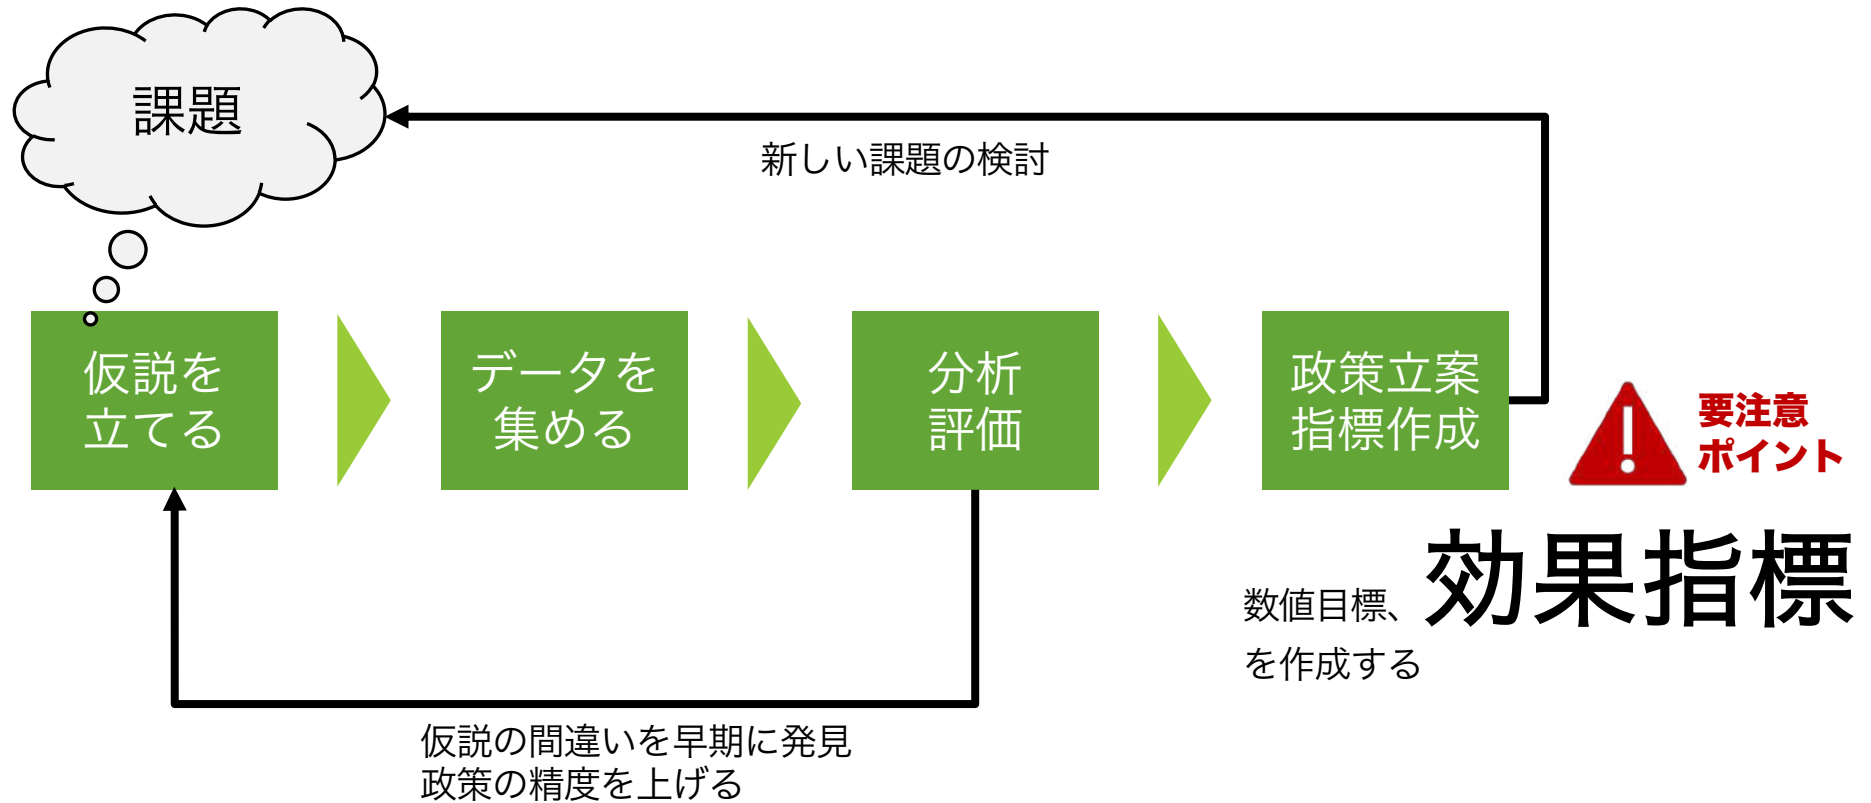 課題
新しい課題の検討
仮説を
立てる
データを
集める
分析
評価
政策立案
指標作成
要注意
ポイント
数値目標、効果指標
を作成する
仮説の間違いを早期に発見
政策の精度を上げる